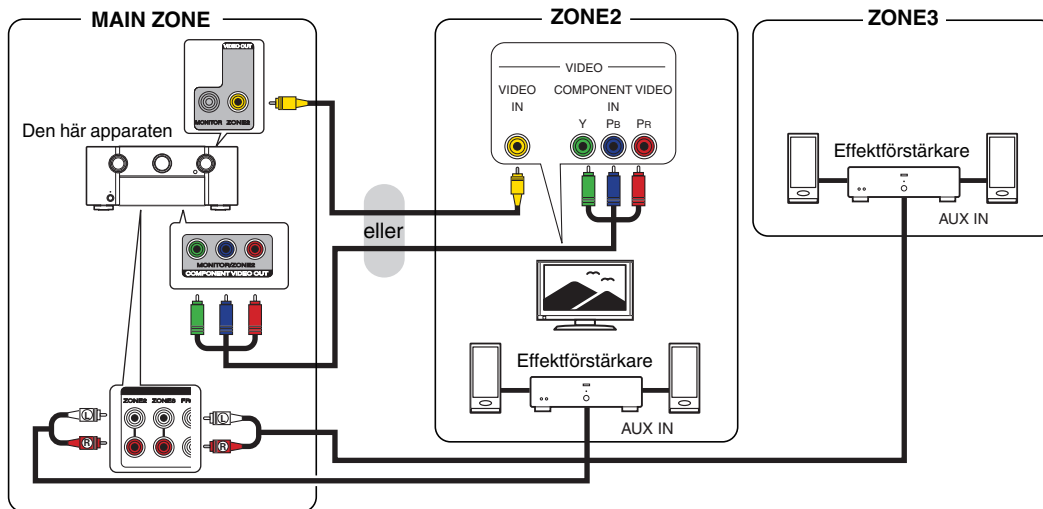 MAIN ZONE
VIDEO OUT
MONITOR ZONE2
Den här apparaten
MONITOR/ZONE2
COMPONENT VIDEO OUT
ZONE2 ZONE3
L L
R R
eller
ZONE2
VIDEO
VIDEO IN
COMPONENT VIDEO IN
Y PB PR
Effektförstärkare
AUX IN
ZONE3
Effektförstärkare
AUX IN